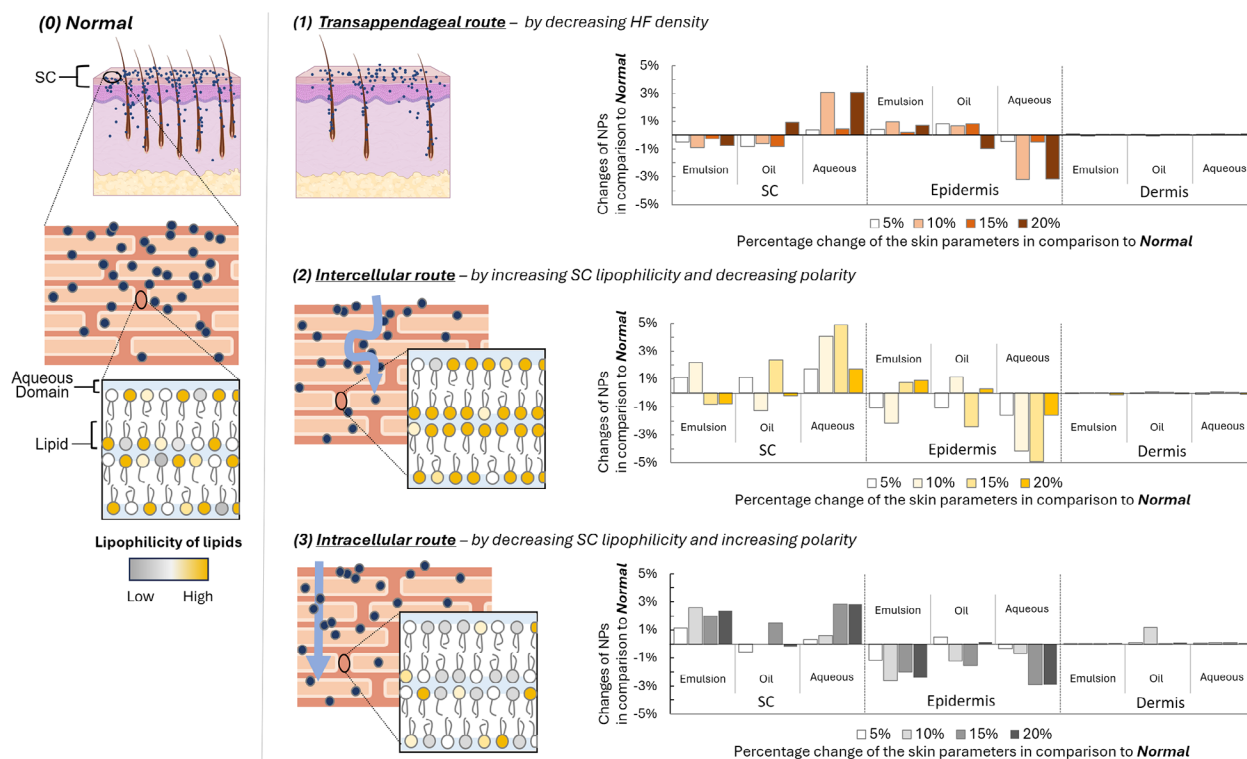 (0) Normal
SC
Aqueous
Domain
Lipid
Lipophilicity of lipids
Low High
(1) Transappendageal route – by decreasing HF density
Changes of NPs
in comparison to Normal
5%
3%
1%
-1%
-3%
-5%
Emulsion Oil Aqueous
Emulsion Oil Aqueous
Emulsion Oil Aqueous
SC Epidermis Dermis
5% 10% 15% 20%
Percentage change of the skin parameters in comparison to Normal
(2) Intercellular route – by increasing SC lipophilicity and decreasing polarity
Changes of NPs
in comparison to Normal
5%
3%
1%
-1%
-3%
-5%
Emulsion Oil Aqueous
Emulsion Oil Aqueous
Emulsion Oil Aqueous
SC Epidermis Dermis
5% 10% 15% 20%
Percentage change of the skin parameters in comparison to Normal
(3) Intracellular route – by decreasing SC lipophilicity and increasing polarity
Changes of NPs
in comparison to Normal
5%
3%
1%
-1%
-3%
-5%
Emulsion Oil Aqueous
Emulsion Oil Aqueous
Emulsion Oil Aqueous
SC Epidermis Dermis
5% 10% 15% 20%
Percentage change of the skin parameters in comparison to Normal